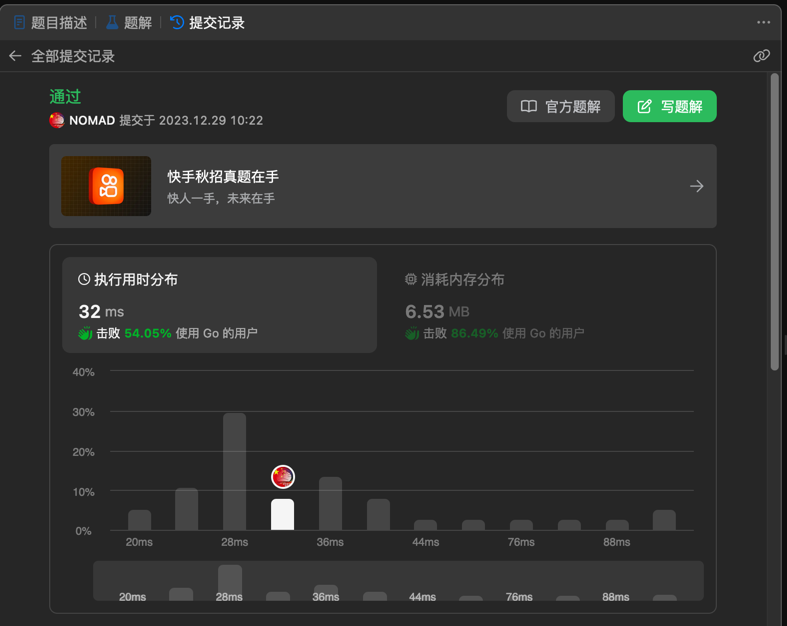 题目描述 题解 提交记录
全部提交记录
通过
NOMAD 提交于 2023.12.29 10:22
官方题解 写题解
快手秋招真题在手
快人一手，未来在手
执行用时分布 消耗内存分布
32 ms 6.53 MB
击败 54.05% 使用 Go 的用户 击败 86.49% 使用 Go 的用户
40%
30%
20%
10%
0%
20ms 28ms 36ms 44ms 76ms 88ms
20ms 28ms 36ms 44ms 76ms 88ms